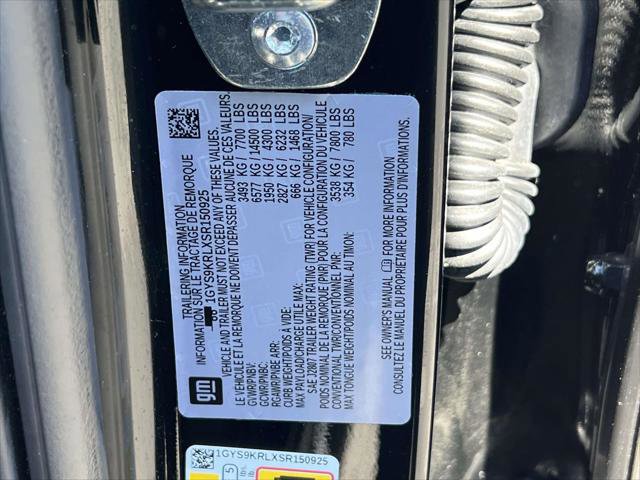 TRAILERING INFORMATION
INFORMATION SUR LE TRACTAGE DE REMORQUE
1GYS9KRLXSR150925
VEHICLE AND TRAILER MUST NOT EXCEED ANY OF THESE VALUES.
LE VÉHICULE ET LA REMORQUE NE DOIVENT DÉPASSER AUCUNE DE CES VALEURS.
GVWR/PNBV: 3493 KG / 7700 LBS
GCWR/PNBC: 6577 KG / 14500 LBS
RGAWR/PNBE ARR: 1950 KG / 4300 LBS
CURB WEIGHT/POIDS À VIDE: 2827 KG / 6232 LBS
MAX PAYLOAD/CHARGE UTILE MAX: 666 KG / 1468 LBS
SAE J2807 TRAILER WEIGHT RATING (TWR) FOR VEHICLE CONFIGURATION/
POIDS NOMINAL DE LA REMORQUE (PNR) POUR LA CONFIGURATION DU VÉHICULE
CONVENTIONAL TWR/CONVENTIONNEL PNR: 3538 KG / 7800 LBS
MAX TONGUE WEIGHT/POIDS NOMINAL AU TIMON: 354 KG / 780 LBS
SEE OWNER'S MANUAL FOR MORE INFORMATION
CONSULTEZ LE MANUEL DU PROPRIÉTAIRE POUR PLUS D'INFORMATION.
gm
1GYS9KRLXSR150925
5